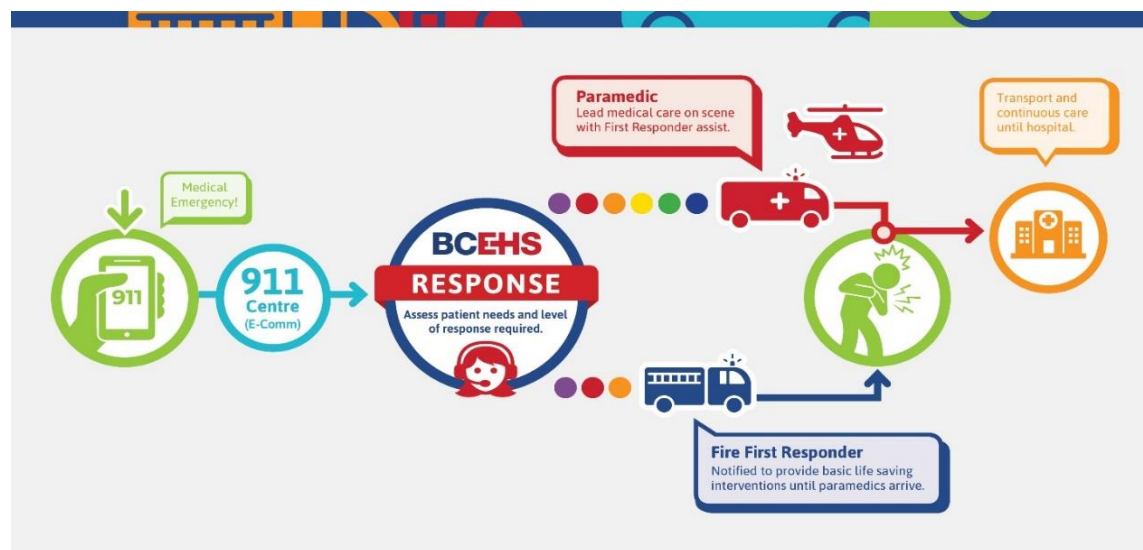 Medical
Emergency!
911
911
Centre
(E-Comm)
BCEHS
RESPONSE
Assess patient needs and level
of response required.
Paramedic
Lead medical care on scene
with First Responder assist.
Fire First Responder
Notified to provide basic life saving
interventions until paramedics arrive.
Transport and
continuous care
until hospital.